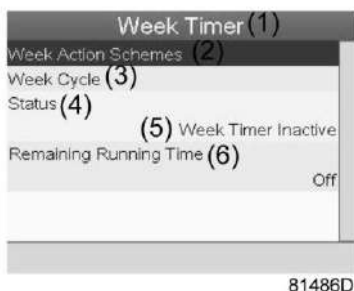 Week Timer (1)
Week Action Schemes (2)
Week Cycle (3)
Status (4)
(5) Week Timer Inactive
Remaining Running Time (6)
Off
81486D